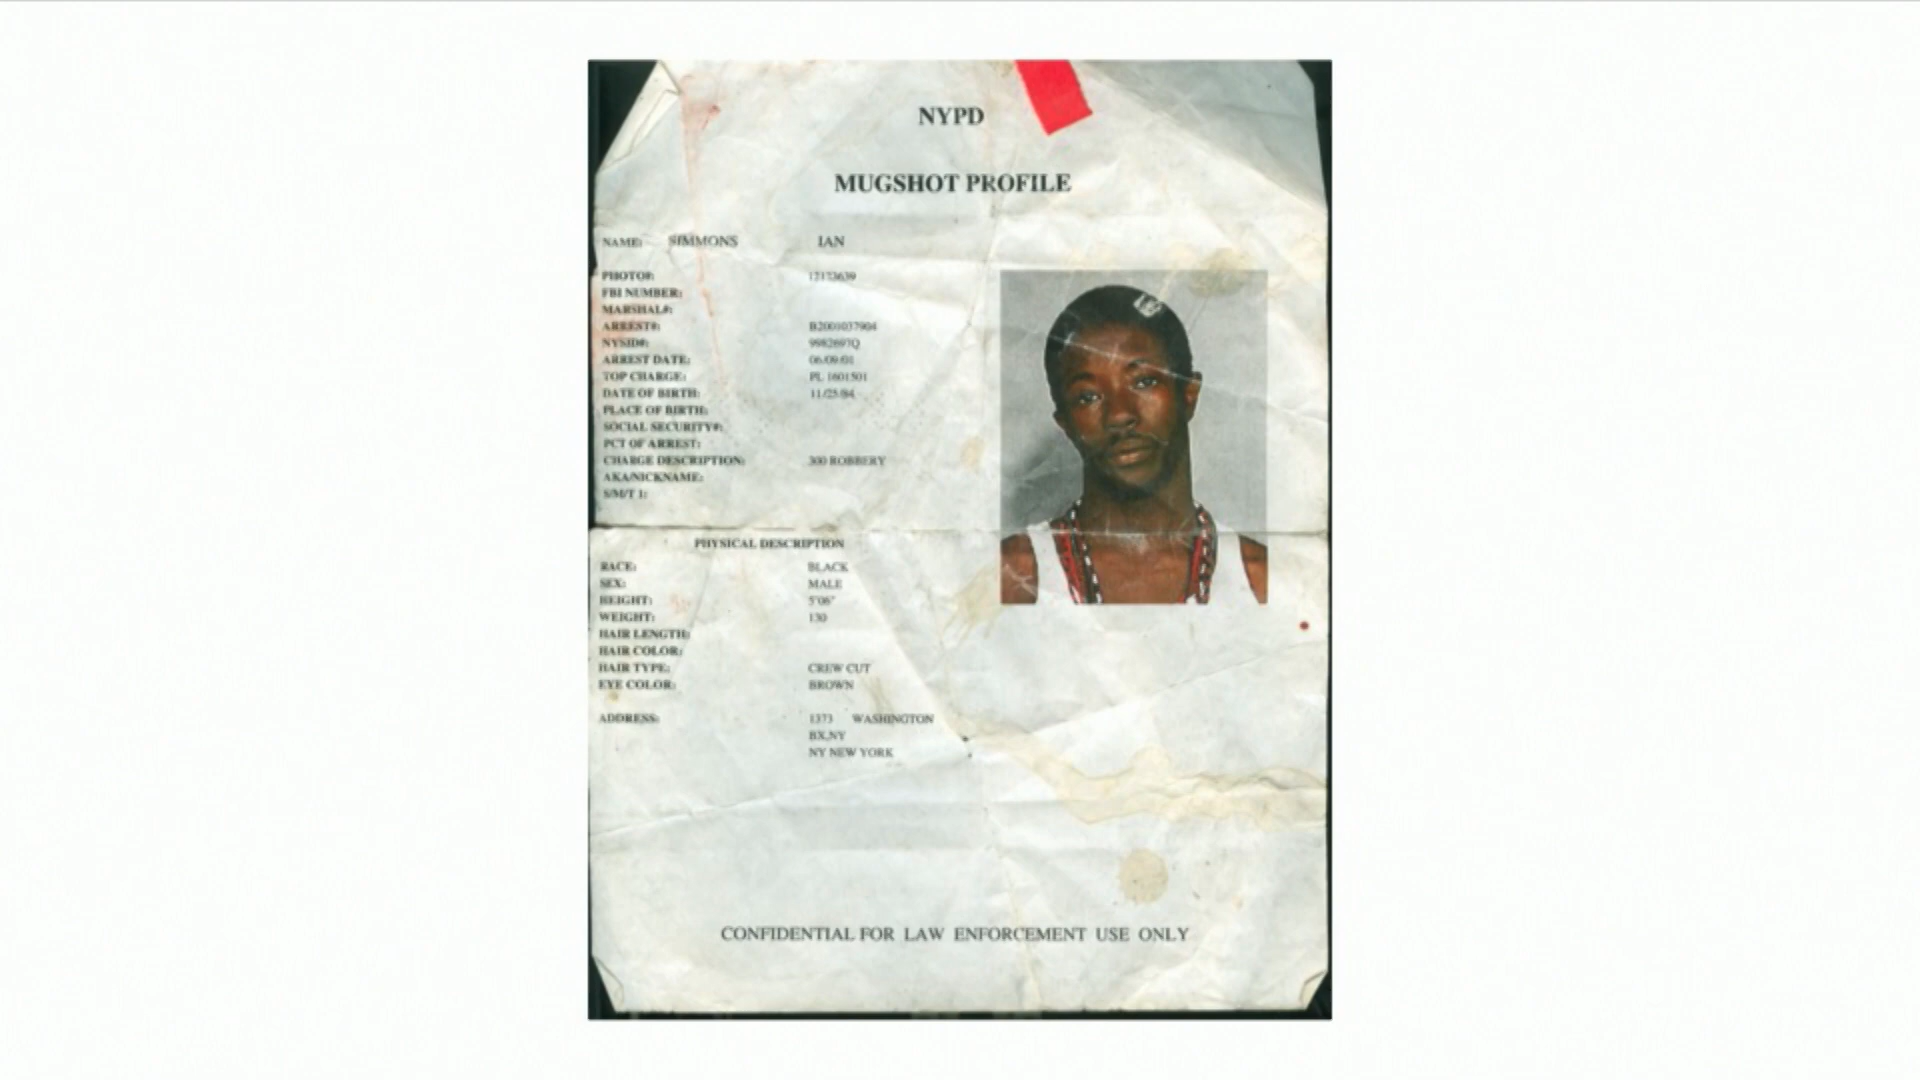 NYPD
MUGSHOT PROFILE
NAME: SIMMONS IAN
PHOTO#: 12123639
FBI NUMBER:
MARSHAL#:
ARREST#: B2001037904
NYSID#: 9982697Q
ARREST DATE: 06/09/01
TOP CHARGE: PL 1601501
DATE OF BIRTH: 11/25/84
PLACE OF BIRTH:
SOCIAL SECURITY#:
PCT OF ARREST:
CHARGE DESCRIPTION: 300 ROBBERY
AKA/NICKNAME:
S/M/T 1:
PHYSICAL DESCRIPTION
RACE: BLACK
SEX: MALE
HEIGHT: 5'06"
WEIGHT: 130
HAIR LENGTH:
HAIR COLOR:
HAIR TYPE: CREW CUT
EYE COLOR: BROWN
ADDRESS: 1373 WASHINGTON
BX,NY
NY NEW YORK
CONFIDENTIAL FOR LAW ENFORCEMENT USE ONLY